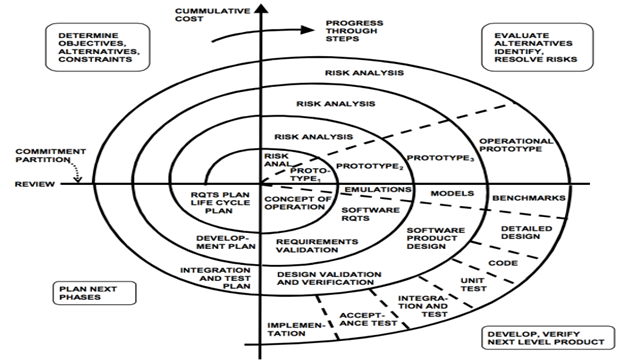 CUMMULATIVE
COST
PROGRESS
THROUGH
STEPS
DETERMINE
OBJECTIVES,
ALTERNATIVES,
CONSTRAINTS
EVALUATE
ALTERNATIVES
IDENTIFY,
RESOLVE RISKS
RISK ANALYSIS
RISK ANALYSIS
RISK ANALYSIS
RISK
ANAL.
PROTO-
TYPE1
PROTOTYPE2
PROTOTYPE3
OPERATIONAL
PROTOTYPE
COMMITMENT
PARTITION
REVIEW
EMULATIONS
MODELS
BENCHMARKS
RQTS PLAN
LIFE CYCLE
PLAN
CONCEPT OF
OPERATION
SOFTWARE
RQTS
SOFTWARE
PRODUCT
DESIGN
DETAILED
DESIGN
DEVELOP-
MENT PLAN
REQUIREMENTS
VALIDATION
CODE
INTEGRATION
AND TEST
PLAN
DESIGN VALIDATION
AND VERIFICATION
UNIT
TEST
INTEGRA-
TION AND
TEST
ACCEPT-
ANCE TEST
IMPLEMEN-
TATION
PLAN NEXT
PHASES
DEVELOP, VERIFY
NEXT LEVEL PRODUCT